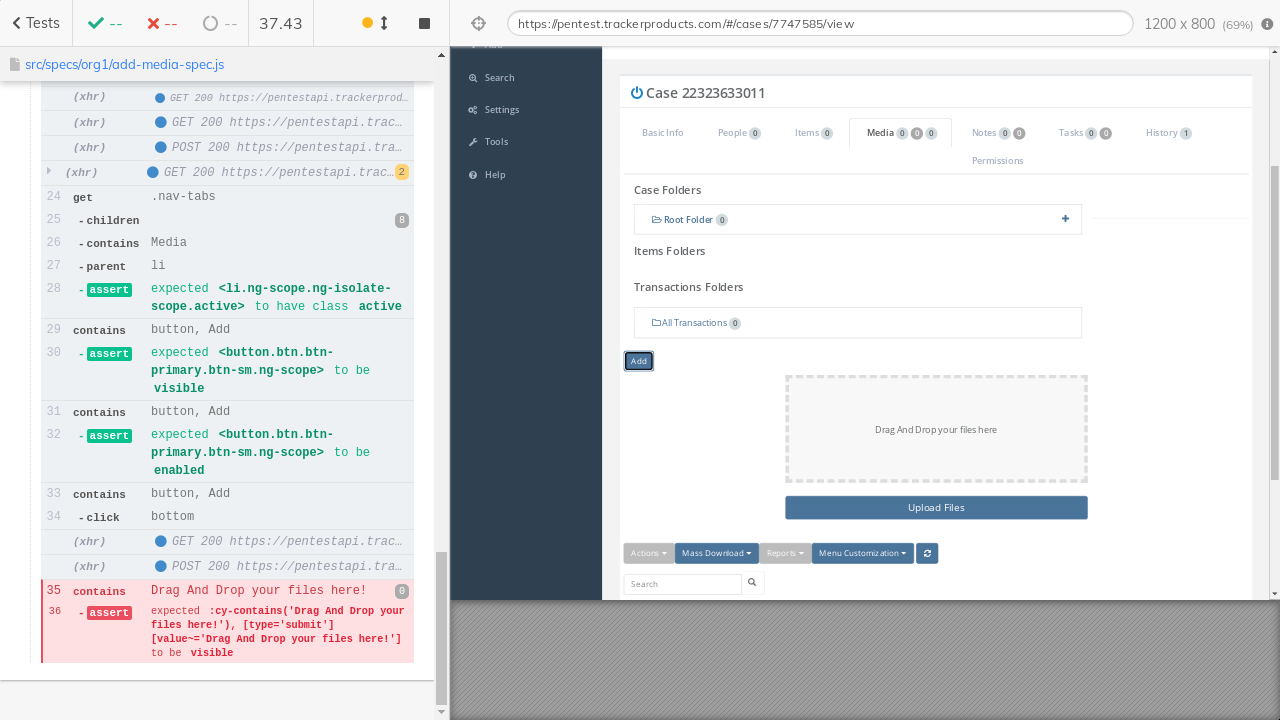 Tests
--
--
--
37.43
https://pentest.trackerproducts.com/#/cases/7747585/view
1200 x 800 (69%)
src/specs/org1/add-media-spec.js
(xhr) GET 200 https://pentestapi.trackerprod…
(xhr) GET 200 https://pentestapi.trac…
(xhr) POST 200 https://pentestapi.tra…
(xhr) GET 200 https://pentestapi.trac… 2
24 get .nav-tabs
25 - children 8
26 - contains Media
27 - parent li
28 - assert expected <li.ng-scope.ng-isolate-
scope.active> to have class active
29 contains button, Add
30 - assert expected <button.btn.btn-
primary.btn-sm.ng-scope> to be
visible
31 contains button, Add
32 - assert expected <button.btn.btn-
primary.btn-sm.ng-scope> to be
enabled
33 contains button, Add
34 - click bottom
(xhr) GET 200 https://pentestapi.trac…
(xhr) POST 200 https://pentestapi.tra…
35 contains Drag And Drop your files here! 0
36 - assert expected :cy-contains('Drag And Drop your
files here!'), [type='submit']
[value~='Drag And Drop your files here!']
to be visible
Search
Settings
Tools
Help
Case 22323633011
Basic Info People 0 Items 0 Media 0 0 0 Notes 0 0 Tasks 0 0 History 1
Permissions
Case Folders
Root Folder 0 +
Items Folders
Transactions Folders
All Transactions 0
Add
Drag And Drop your files here
Upload Files
Actions Mass Download Reports Menu Customization
Search